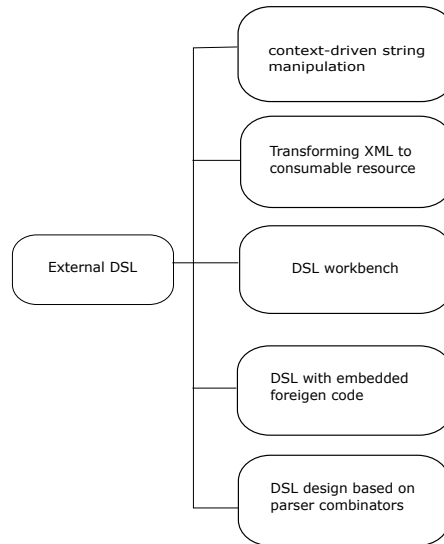 context-driven string
manipulation
Transforming XML to
consumable resource
External DSL
DSL workbench
DSL with embedded
foreigen code
DSL design based on
parser combinators